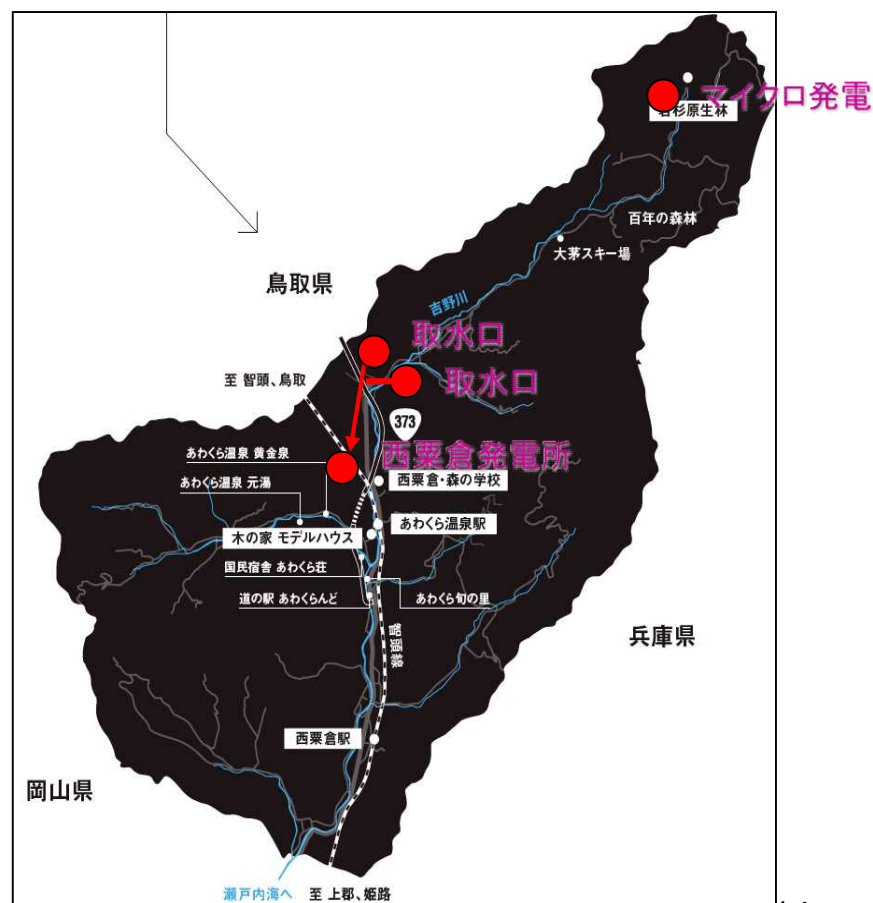 マイクロ発電
若杉原生林
百年の森林
大茅スキー場
鳥取県
吉野川
取水口
至 智頭、鳥取
取水口
373
あわくら温泉 黄金泉
西粟倉発電所
あわくら温泉 元湯
西粟倉・森の学校
あわくら温泉駅
木の家 モデルハウス
国民宿舎 あわくら荘
道の駅 あわくらんど
あわくら旬の里
兵庫県
智頭線
西粟倉駅
岡山県
瀬戸内海へ
至 上郡、姫路